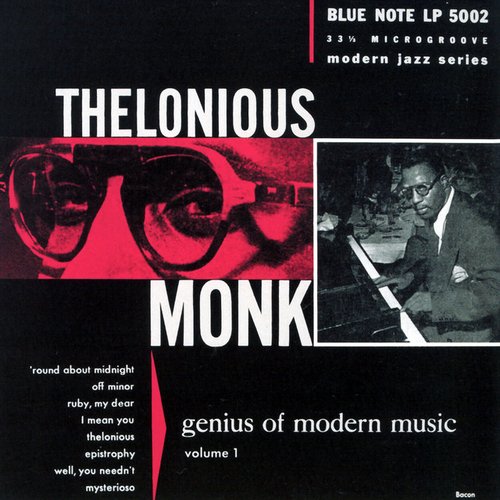 BLUE NOTE LP 5002
33⅓ MICROGROOVE
modern jazz series
THELONIOUS
MONK
'round about midnight
off minor
ruby, my dear
I mean you
thelonious
epistrophy
well, you needn't
mysterioso
genius of modern music
volume 1
Bacon